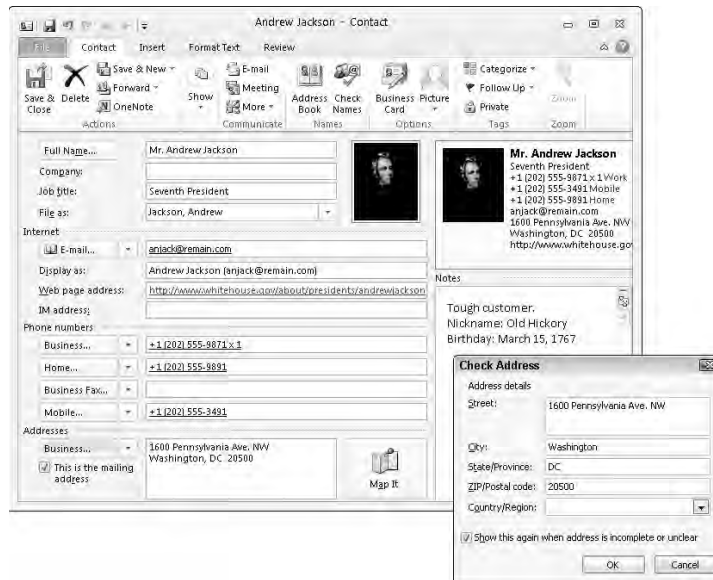 Andrew Jackson - Contact
File Contact Insert Format Text Review
Save & Close
Delete
Save & New
Forward
OneNote
Actions
Show
E-mail
Meeting
More
Communicate
Address Book
Check Names
Names
Business Card
Picture
Options
Categorize
Follow Up
Private
Tags
Zoom
Zoom
Full Name... Mr. Andrew Jackson
Company:
Job title: Seventh President
File as: Jackson, Andrew
Internet
E-mail... anjack@remain.com
Display as: Andrew Jackson (anjack@remain.com)
Web page address: http://www.whitehouse.gov/about/presidents/andrewjackson
IM address:
Phone numbers
Business... +1 (202) 555-9871 x 1
Home... +1 (202) 555-9891
Business Fax...
Mobile... +1 (202) 555-3491
Addresses
Business... 1600 Pennsylvania Ave. NW
Washington, DC 20500
This is the mailing address
Map It
Mr. Andrew Jackson
Seventh President
+1 (202) 555-9871 x 1 Work
+1 (202) 555-3491 Mobile
+1 (202) 555-9891 Home
anjack@remain.com
1600 Pennsylvania Ave. NW
Washington, DC 20500
http://www.whitehouse.gov
Notes
Tough customer.
Nickname: Old Hickory
Birthday: March 15, 1767
Check Address
Address details
Street: 1600 Pennsylvania Ave. NW
City: Washington
State/Province: DC
ZIP/Postal code: 20500
Country/Region:
Show this again when address is incomplete or unclear
OK Cancel